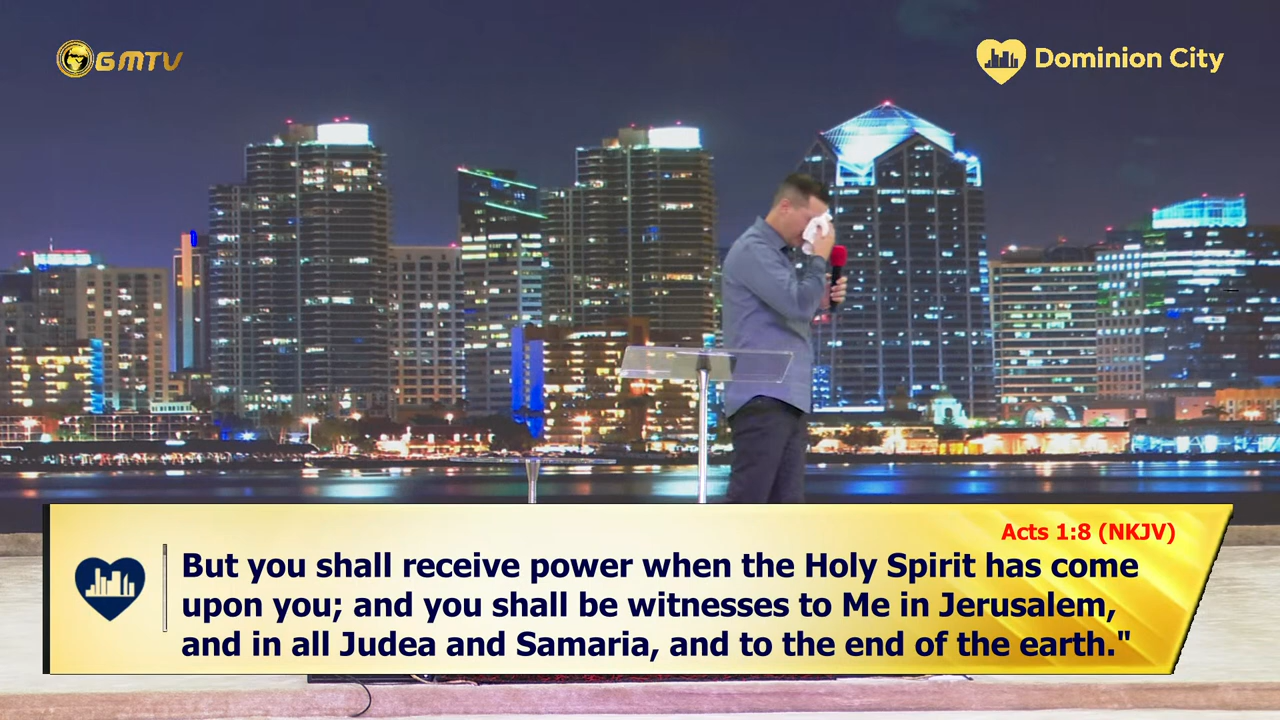 GMTV
Dominion City
Acts 1:8 (NKJV)
But you shall receive power when the Holy Spirit has come
upon you; and you shall be witnesses to Me in Jerusalem,
and in all Judea and Samaria, and to the end of the earth."